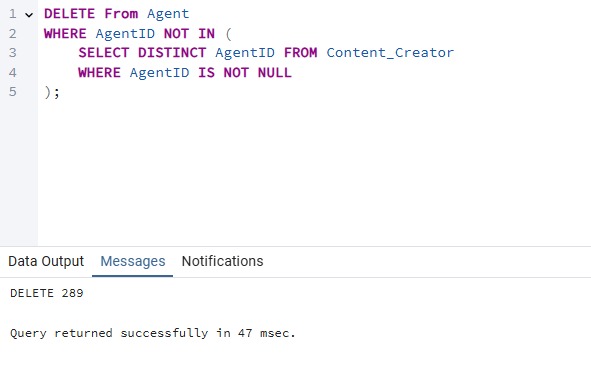 1 DELETE From Agent
2 WHERE AgentID NOT IN (
3 SELECT DISTINCT AgentID FROM Content_Creator
4 WHERE AgentID IS NOT NULL
5 );
Data Output Messages Notifications
DELETE 289
Query returned successfully in 47 msec.